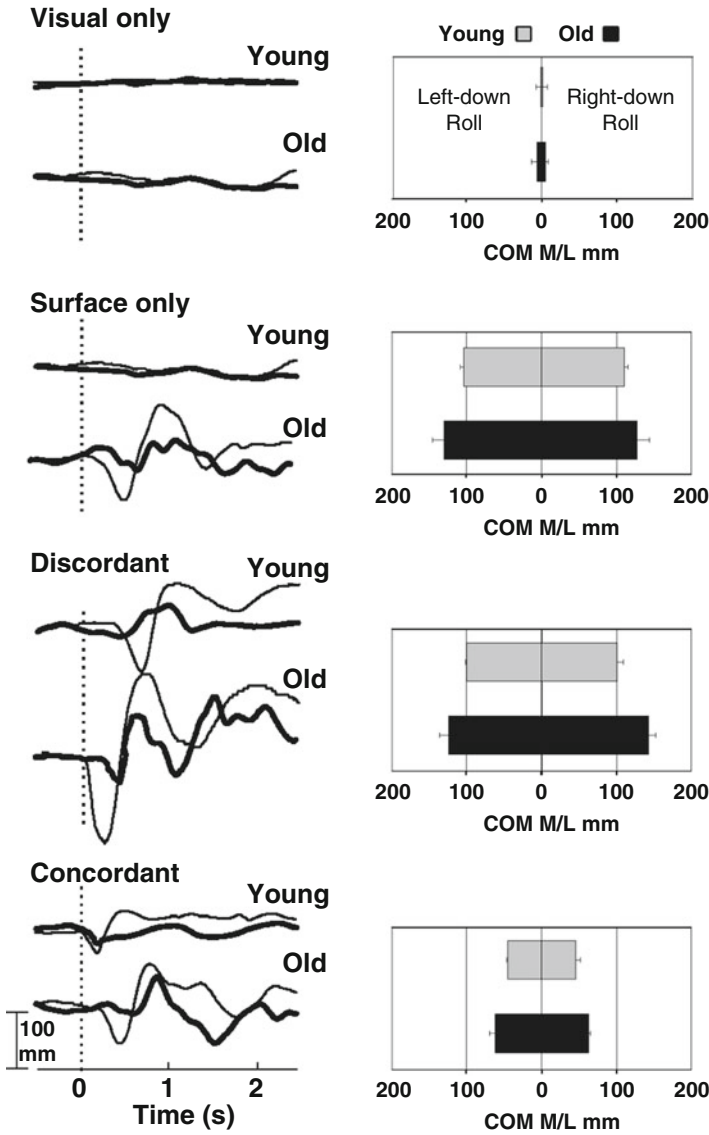 Visual only
Young
Old
Young Old
Left-down Roll
Right-down Roll
200 100 0 100 200
COM M/L mm
Surface only
Young
Old
200 100 0 100 200
COM M/L mm
Discordant
Young
Old
200 100 0 100 200
COM M/L mm
Concordant
Young
Old
100 mm
0 1 2
Time (s)
200 100 0 100 200
COM M/L mm